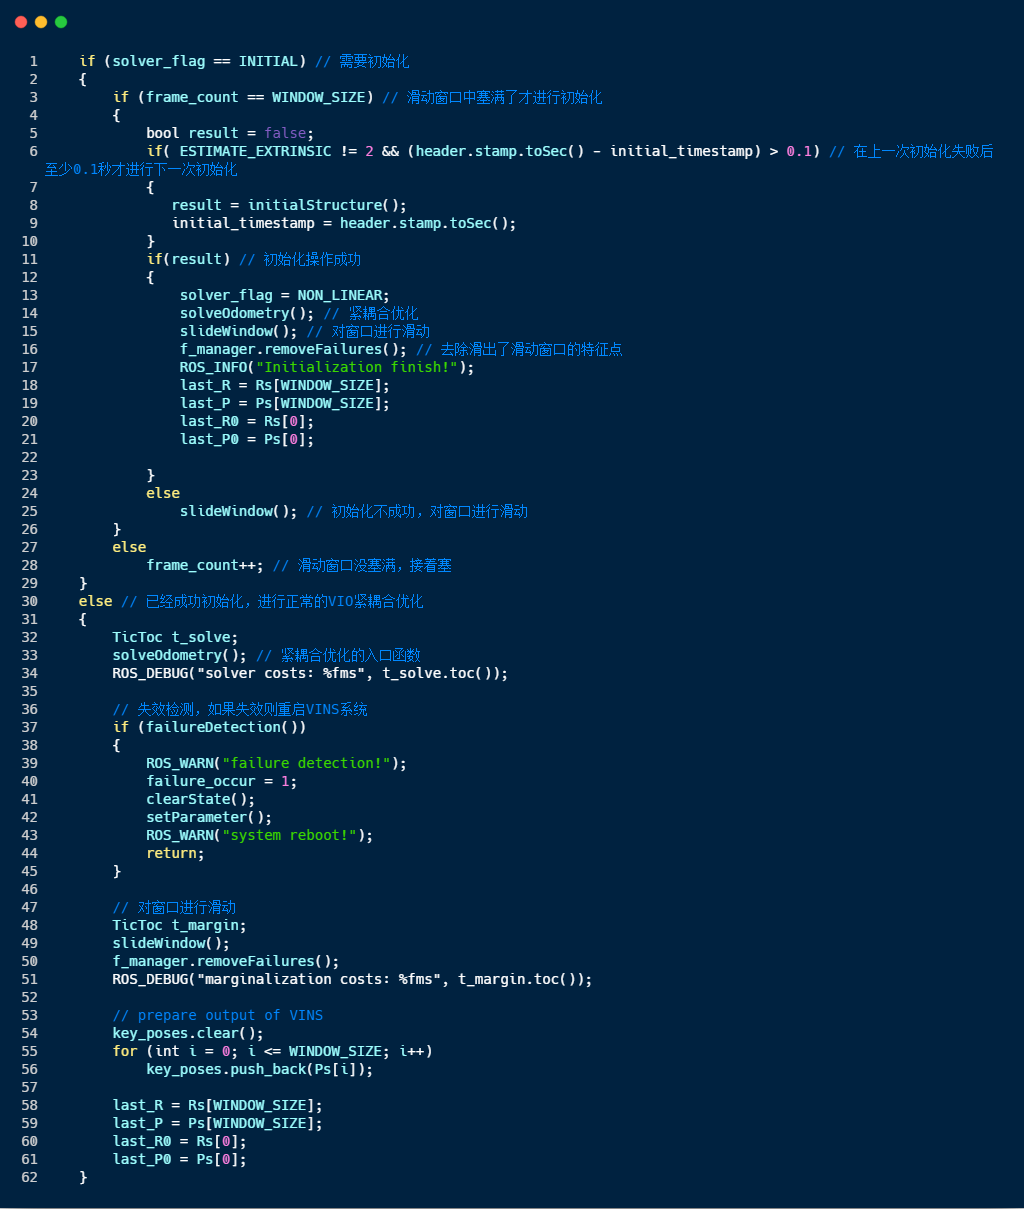 1 if (solver_flag == INITIAL) // 需要初始化
2 {
3 if (frame_count == WINDOW_SIZE) // 滑动窗口中塞满了才进行初始化
4 {
5 bool result = false;
6 if( ESTIMATE_EXTRINSIC != 2 && (header.stamp.toSec() - initial_timestamp) > 0.1) // 在上一次初始化失败后
至少0.1秒才进行下一次初始化
7 {
8 result = initialStructure();
9 initial_timestamp = header.stamp.toSec();
10 }
11 if(result) // 初始化操作成功
12 {
13 solver_flag = NON_LINEAR;
14 solveOdometry(); // 紧耦合优化
15 slideWindow(); // 对窗口进行滑动
16 f_manager.removeFailures(); // 去除滑出了滑动窗口的特征点
17 ROS_INFO("Initialization finish!");
18 last_R = Rs[WINDOW_SIZE];
19 last_P = Ps[WINDOW_SIZE];
20 last_R0 = Rs[0];
21 last_P0 = Ps[0];
22
23 }
24 else
25 slideWindow(); // 初始化不成功，对窗口进行滑动
26 }
27 else
28 frame_count++; // 滑动窗口没塞满，接着塞
29 }
30 else // 已经成功初始化，进行正常的VIO紧耦合优化
31 {
32 TicToc t_solve;
33 solveOdometry(); // 紧耦合优化的入口函数
34 ROS_DEBUG("solver costs: %fms", t_solve.toc());
35
36 // 失效检测，如果失效则重启VINS系统
37 if (failureDetection())
38 {
39 ROS_WARN("failure detection!");
40 failure_occur = 1;
41 clearState();
42 setParameter();
43 ROS_WARN("system reboot!");
44 return;
45 }
46
47 // 对窗口进行滑动
48 TicToc t_margin;
49 slideWindow();
50 f_manager.removeFailures();
51 ROS_DEBUG("marginalization costs: %fms", t_margin.toc());
52
53 // prepare output of VINS
54 key_poses.clear();
55 for (int i = 0; i <= WINDOW_SIZE; i++)
56 key_poses.push_back(Ps[i]);
57
58 last_R = Rs[WINDOW_SIZE];
59 last_P = Ps[WINDOW_SIZE];
60 last_R0 = Rs[0];
61 last_P0 = Ps[0];
62 }